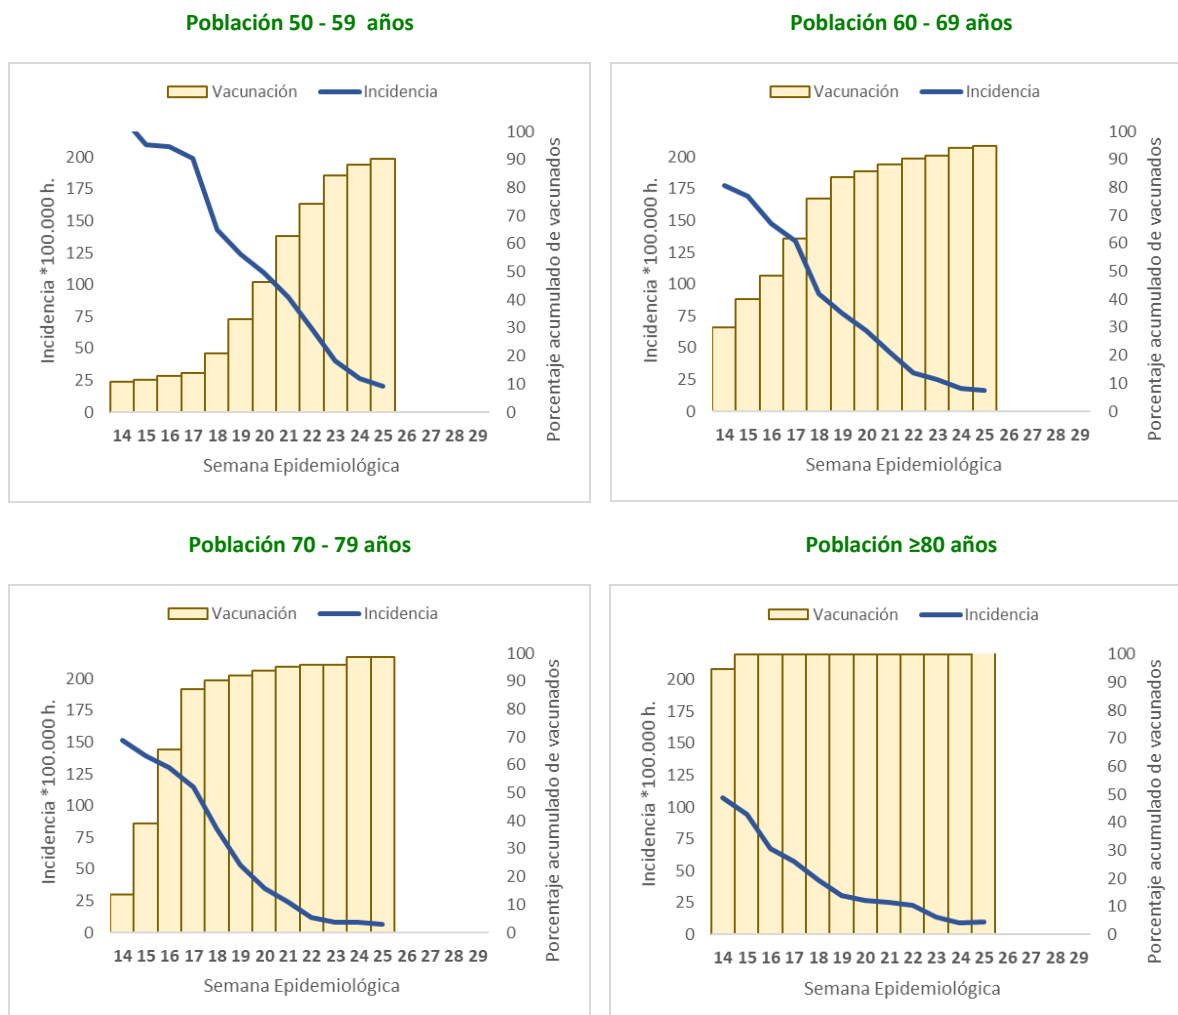 Población 50 - 59  años
Vacunación
Incidencia
Incidencia *100.000 h.
200
175
150
125
100
75
50
25
0
100
90
80
70
60
50
40
30
20
10
0
Porcentaje acumulado de vacunados
14 15 16 17 18 19 20 21 22 23 24 25 26 27 28 29
Semana Epidemiológica
Población 60 - 69 años
Vacunación
Incidencia
Incidencia *100.000 h.
200
175
150
125
100
75
50
25
0
100
90
80
70
60
50
40
30
20
10
0
Porcentaje acumulado de vacunados
14 15 16 17 18 19 20 21 22 23 24 25 26 27 28 29
Semana Epidemiológica
Población 70 - 79 años
Vacunación
Incidencia
Incidencia *100.000 h.
200
175
150
125
100
75
50
25
0
100
90
80
70
60
50
40
30
20
10
0
Porcentaje acumulado de vacunados
14 15 16 17 18 19 20 21 22 23 24 25 26 27 28 29
Semana Epidemiológica
Población ≥80 años
Vacunación
Incidencia
Incidencia *100.000 h.
200
175
150
125
100
75
50
25
0
100
90
80
70
60
50
40
30
20
10
0
Porcentaje acumulado de vacunados
14 15 16 17 18 19 20 21 22 23 24 25 26 27 28 29
Semana Epidemiológica